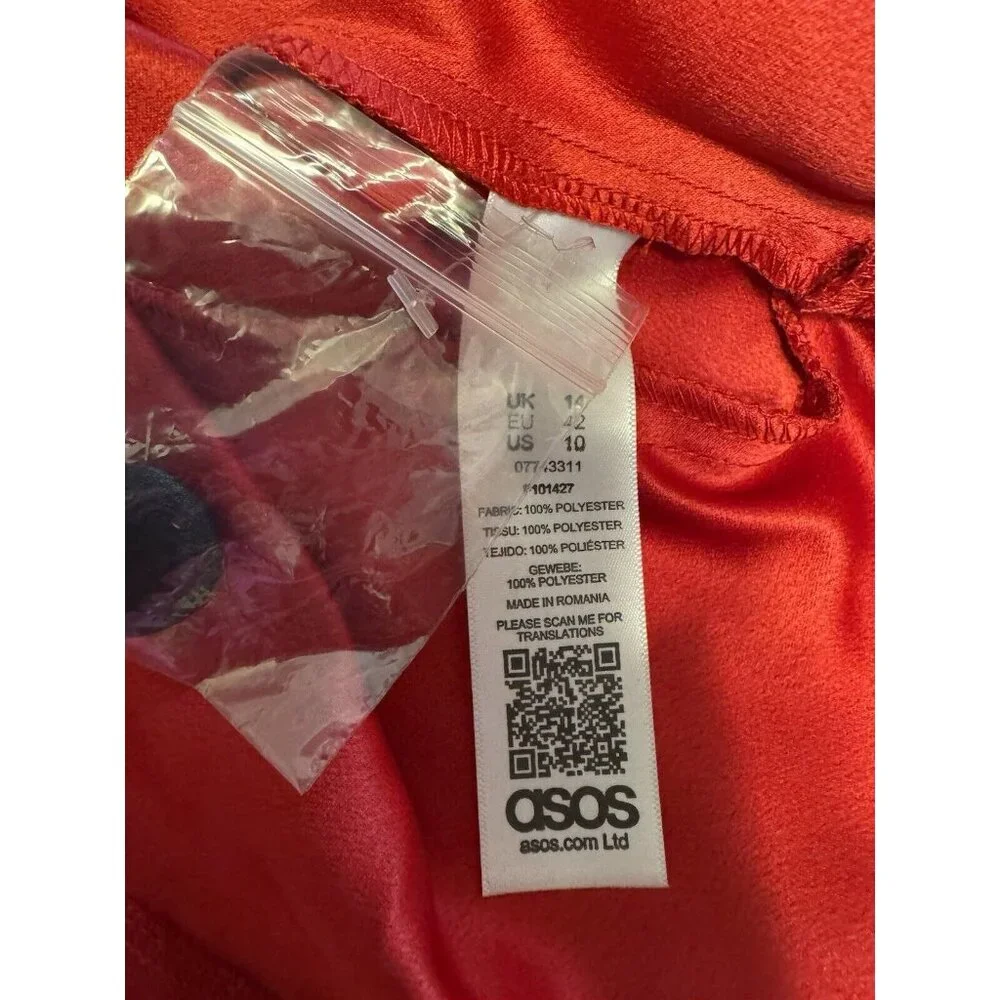 UK 14
EU 42
US 10
07743311
#101427
FABRIC: 100% POLYESTER
TISSU: 100% POLYESTER
TEJIDO: 100% POLIÉSTER
GEWEBE:
100% POLYESTER
MADE IN ROMANIA
PLEASE SCAN ME FOR
TRANSLATIONS
asos
asos.com Ltd